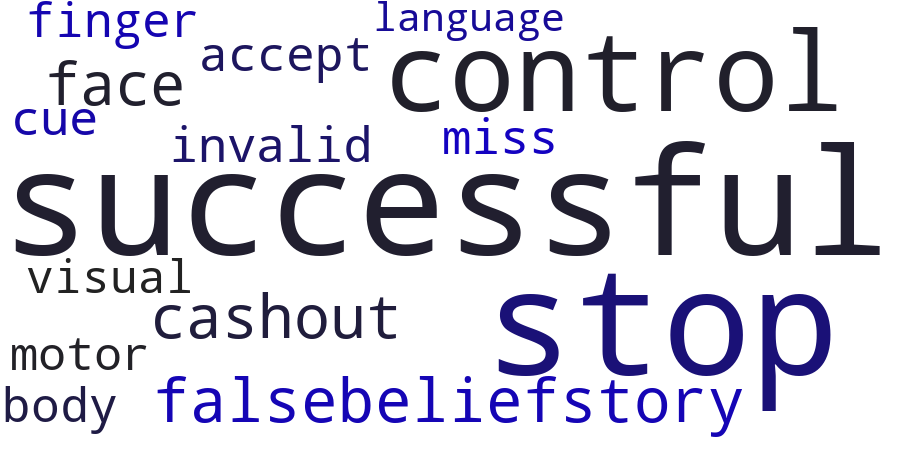 finger
language
accept
control
face
cue
invalid
miss
successful
visual
cashout
stop
motor
body
falsebeliefstory